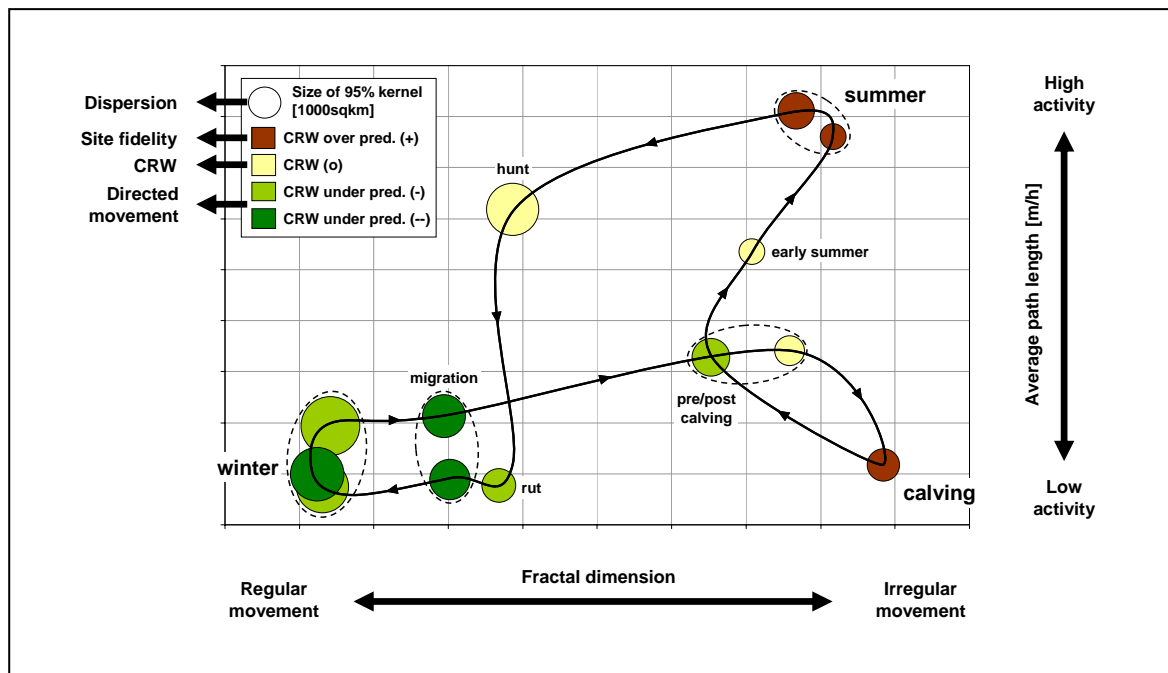 Dispersion
Site fidelity
CRW
Directed
movement
Size of 95% kernel
[1000sqkm]
CRW over pred. (+)
CRW (o)
CRW under pred. (-)
CRW under pred. (--)
summer
hunt
early summer
migration
pre/post
calving
winter
rut
calving
High
activity
Average path length [m/h]
Low
activity
Regular
movement
Fractal dimension
Irregular
movement